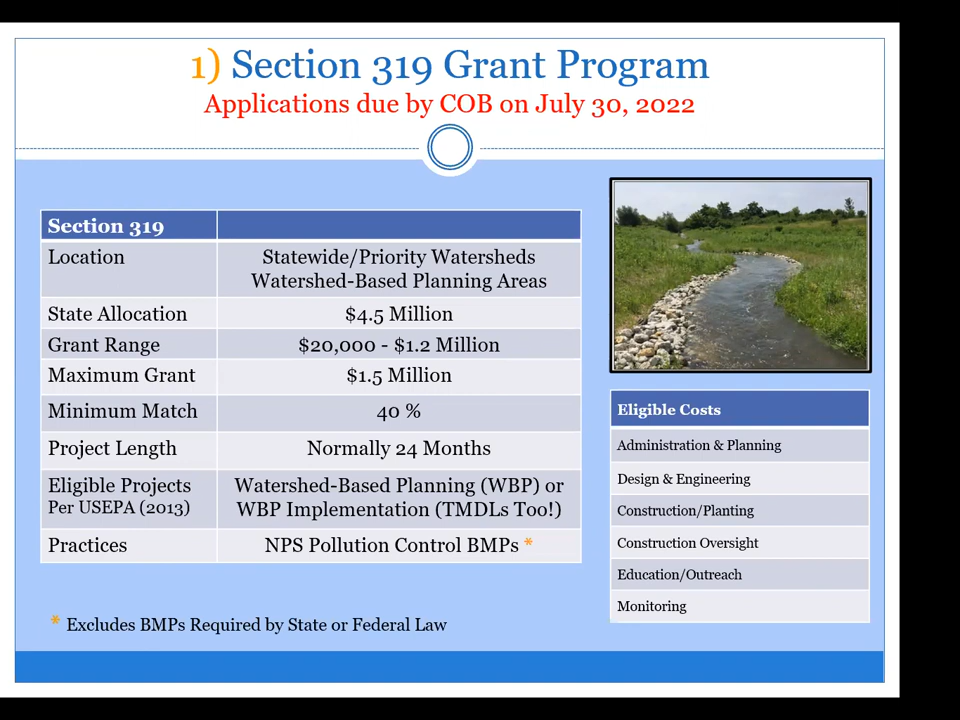 1) Section 319 Grant Program
Applications due by COB on July 30, 2022
Section 319
Location
Statewide/Priority Watersheds
Watershed-Based Planning Areas
State Allocation
$4.5 Million
Grant Range
$20,000 - $1.2 Million
Maximum Grant
$1.5 Million
Minimum Match
40 %
Project Length
Normally 24 Months
Eligible Projects
Per USEPA (2013)
Watershed-Based Planning (WBP) or
WBP Implementation (TMDLs Too!)
Practices
NPS Pollution Control BMPs *
* Excludes BMPs Required by State or Federal Law
Eligible Costs
Administration & Planning
Design & Engineering
Construction/Planting
Construction Oversight
Education/Outreach
Monitoring